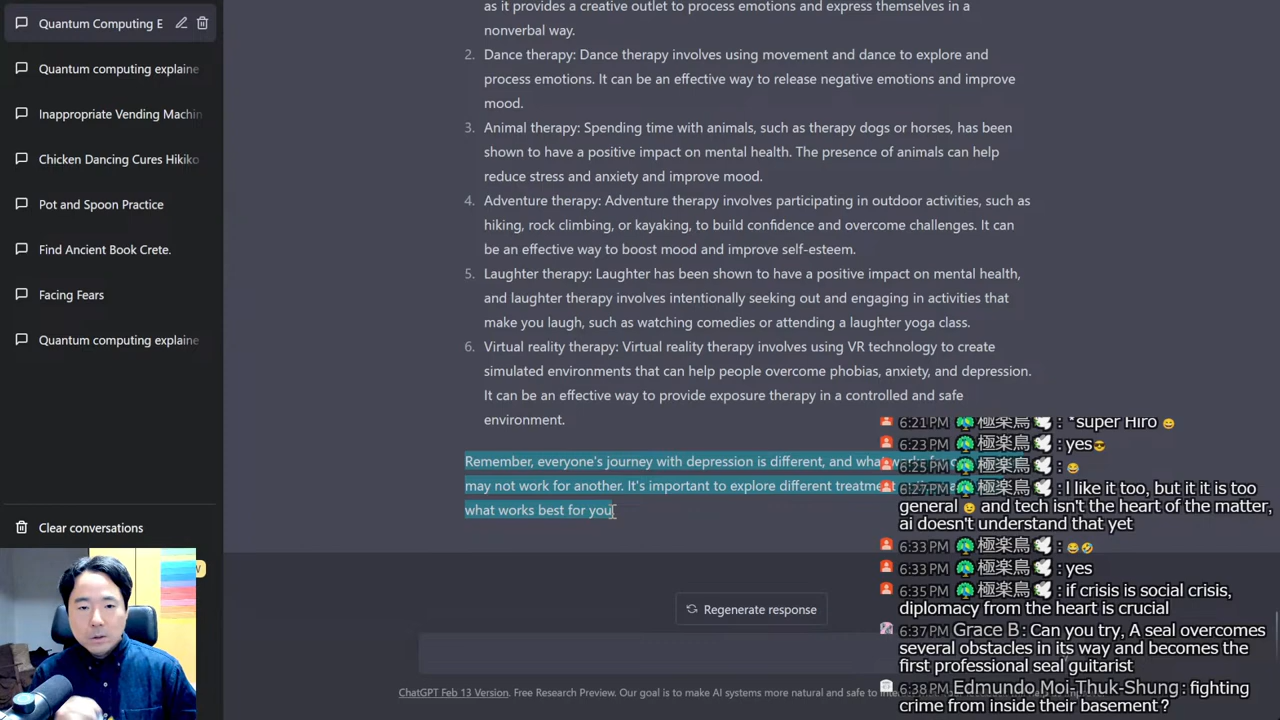 Quantum Computing E
Quantum computing explaine
Inappropriate Vending Machin
Chicken Dancing Cures Hikiko
Pot and Spoon Practice
Find Ancient Book Crete.
Facing Fears
Quantum computing explaine
Clear conversations
W
as it provides a creative outlet to process emotions and express themselves in a
nonverbal way.
2. Dance therapy: Dance therapy involves using movement and dance to explore and
process emotions. It can be an effective way to release negative emotions and improve
mood.
3. Animal therapy: Spending time with animals, such as therapy dogs or horses, has been
shown to have a positive impact on mental health. The presence of animals can help
reduce stress and anxiety and improve mood.
4. Adventure therapy: Adventure therapy involves participating in outdoor activities, such as
hiking, rock climbing, or kayaking, to build confidence and overcome challenges. It can
be an effective way to boost mood and improve self-esteem.
5. Laughter therapy: Laughter has been shown to have a positive impact on mental health,
and laughter therapy involves intentionally seeking out and engaging in activities that
make you laugh, such as watching comedies or attending a laughter yoga class.
6. Virtual reality therapy: Virtual reality therapy involves using VR technology to create
simulated environments that can help people overcome phobias, anxiety, and depression.
It can be an effective way to provide exposure therapy in a controlled and safe
environment.
Remember, everyone's journey with depression is different, and what
may not work for another. It's important to explore different treatment
what works best for you
Regenerate response
ChatGPT Feb 13 Version. Free Research Preview. Our goal is to make AI systems more natural and safe to
6:21PM 🦚極楽鳥🕊: *super Hiro 😄
6:23PM 🦚極楽鳥🕊: yes😎
6:25PM 🦚極楽鳥🕊: 😂
6:27PM 🦚極楽鳥🕊: I like it too, but it it is too
general 😉 and tech isn't the heart of the matter,
ai doesn't understand that yet
6:33PM 🦚極楽鳥🕊: 😂🤣
6:33PM 🦚極楽鳥🕊: yes
6:35PM 🦚極楽鳥🕊: if crisis is social crisis,
diplomacy from the heart is crucial
6:37PM Grace B: Can you try, A seal overcomes
several obstacles in its way and becomes the
first professional seal guitarist
6:38PM Edmundo Moi-Thuk-Shung: fighting
crime from inside their basement?